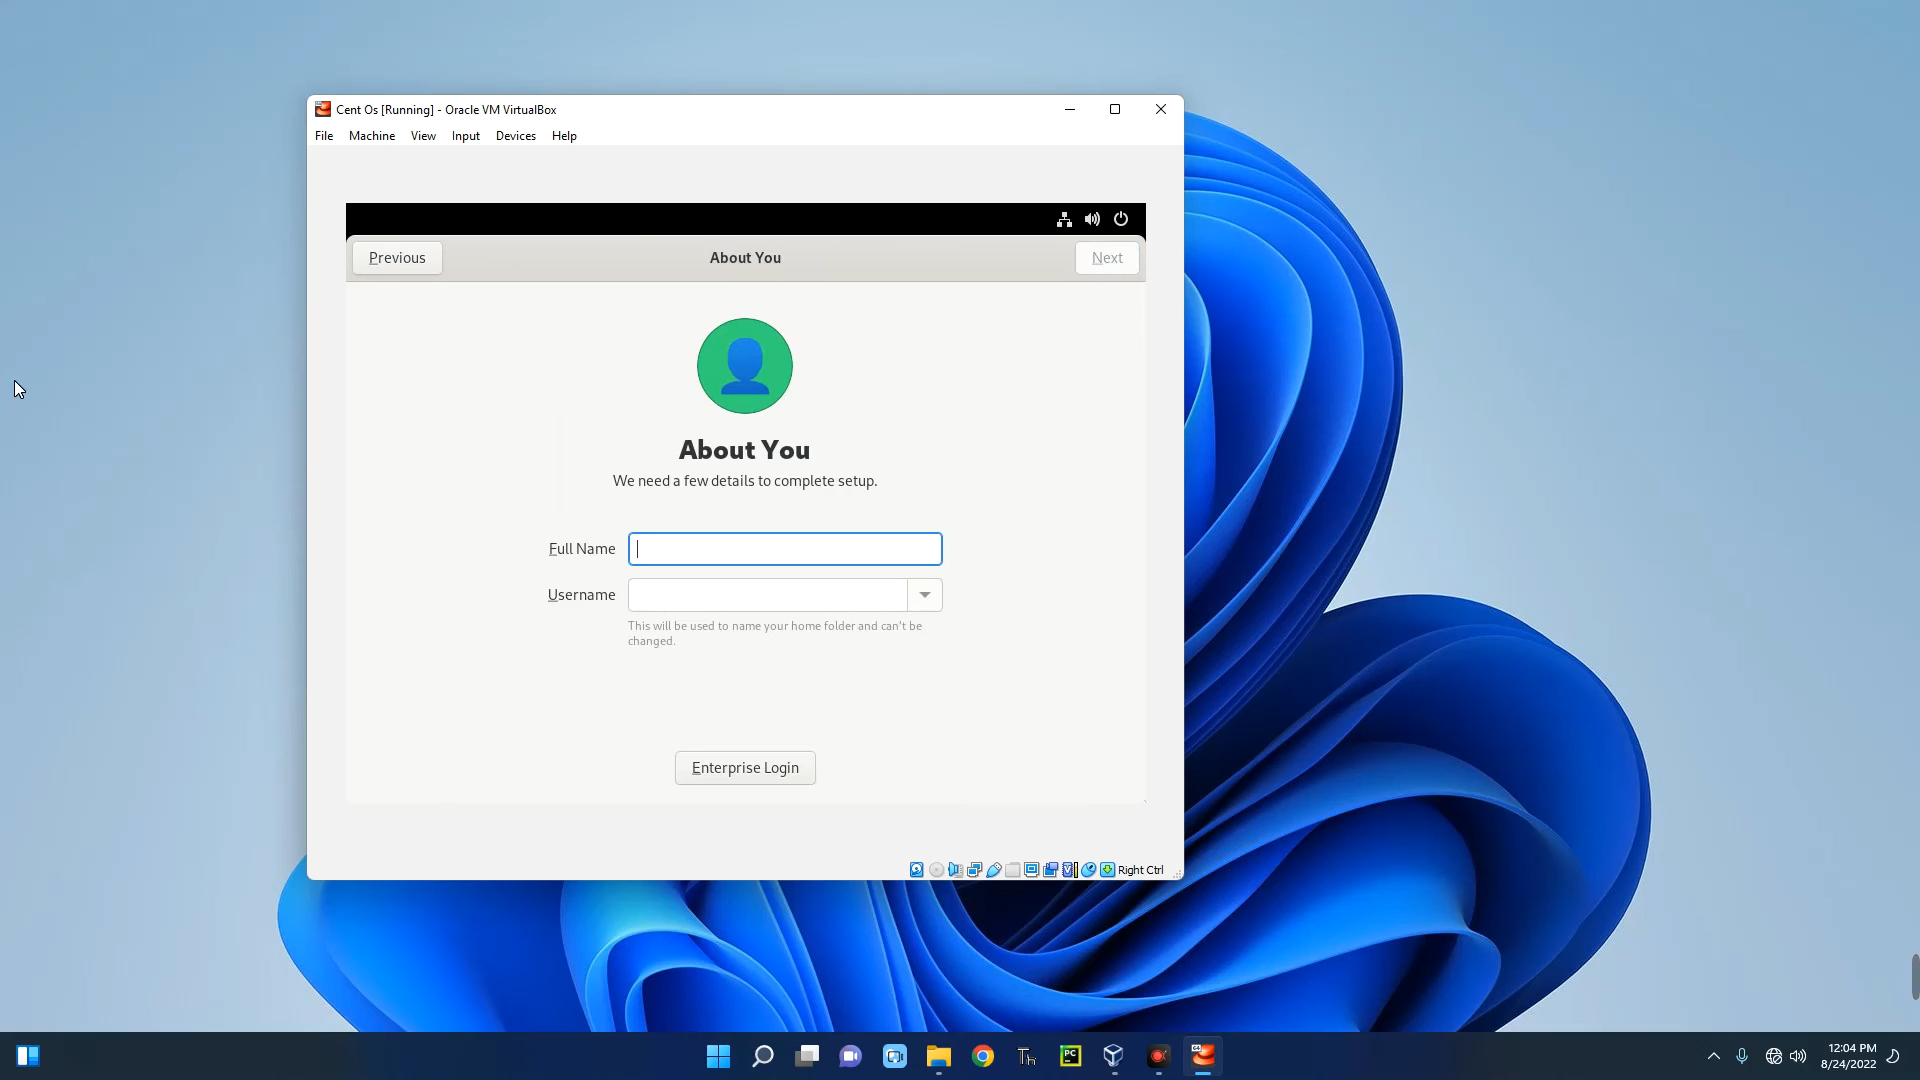 Cent Os [Running] - Oracle VM VirtualBox
File Machine View Input Devices Help
Previous
About You
Next
About You
We need a few details to complete setup.
Full Name
Username
This will be used to name your home folder and can't be
changed.
Enterprise Login
Right Ctrl
Th
PC
12:04 PM
8/24/2022